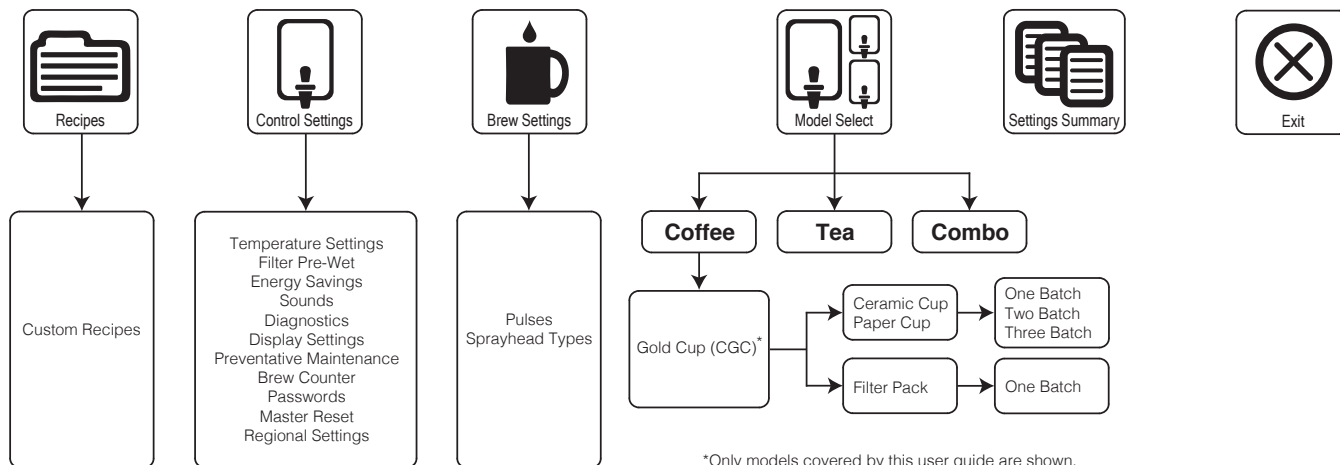 Recipes
Control Settings
Brew Settings
Model Select
Settings Summary
Exit
Custom Recipes
Temperature Settings
Filter Pre-Wet
Energy Savings
Sounds
Diagnostics
Display Settings
Preventative Maintenance
Brew Counter
Passwords
Master Reset
Regional Settings
Pulses
Sprayhead Types
Coffee
Tea
Combo
Gold Cup (CGC)*
Ceramic Cup
Paper Cup
One Batch
Two Batch
Three Batch
Filter Pack
One Batch
*Only models covered by this user guide are shown.